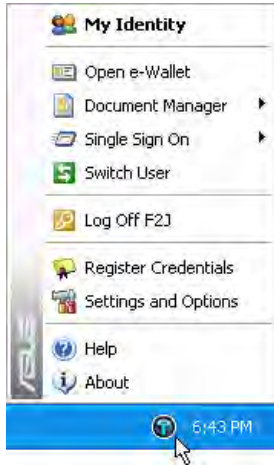 My Identity
Open e-Wallet
Document Manager
Single Sign On
Switch User
Log Off F2J
Register Credentials
Settings and Options
Help
About
ASUS
6:43 PM